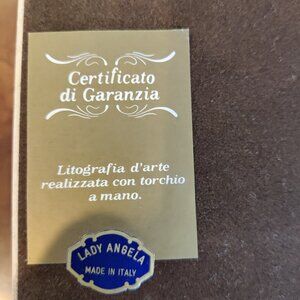 Certificato
di Garanzia
Litografia d'arte
realizzata con torchio
a mano.
LADY ANGELA
MADE IN ITALY